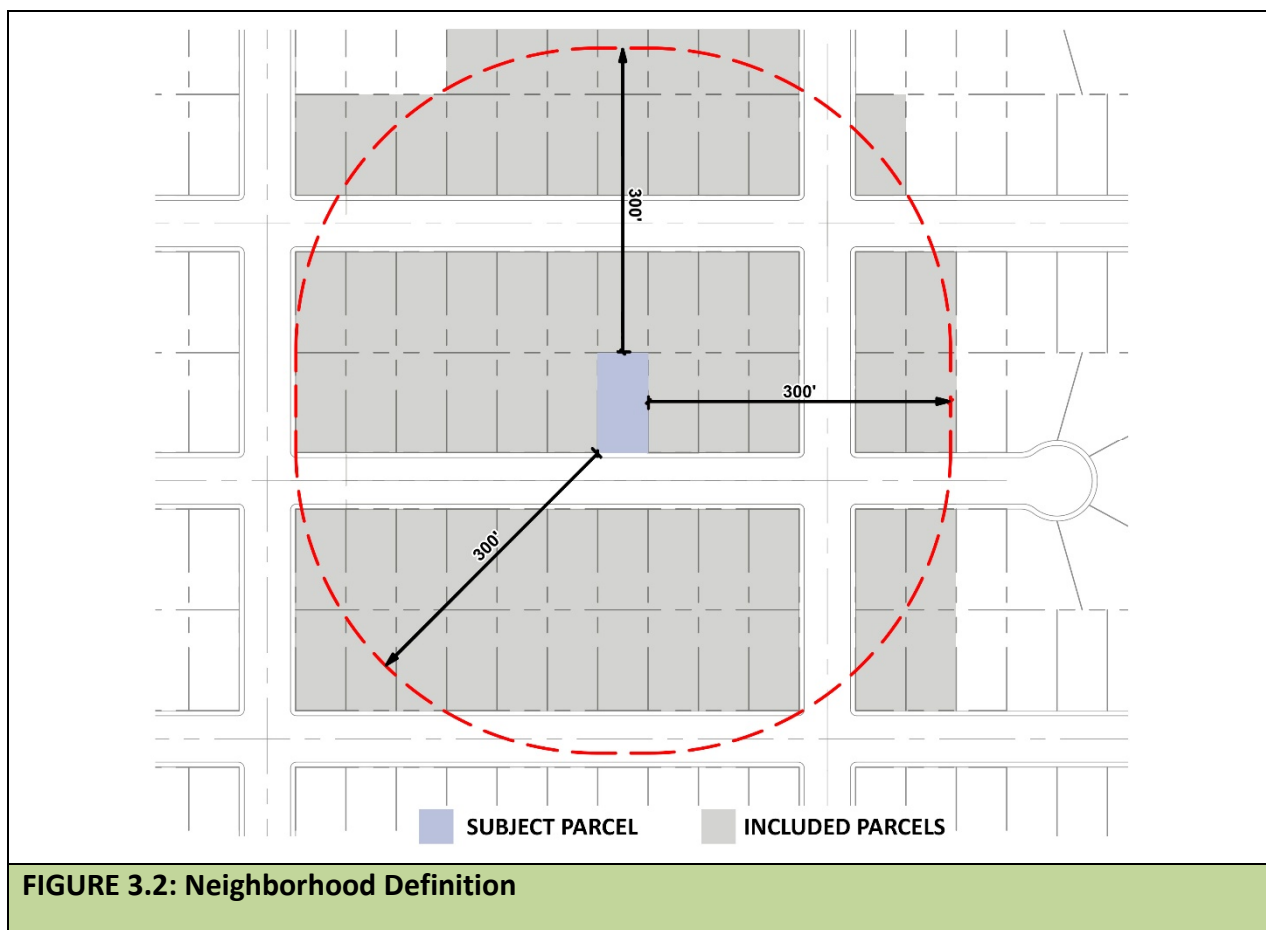 300'
300'
300'
SUBJECT PARCEL
INCLUDED PARCELS
FIGURE 3.2: Neighborhood Definition